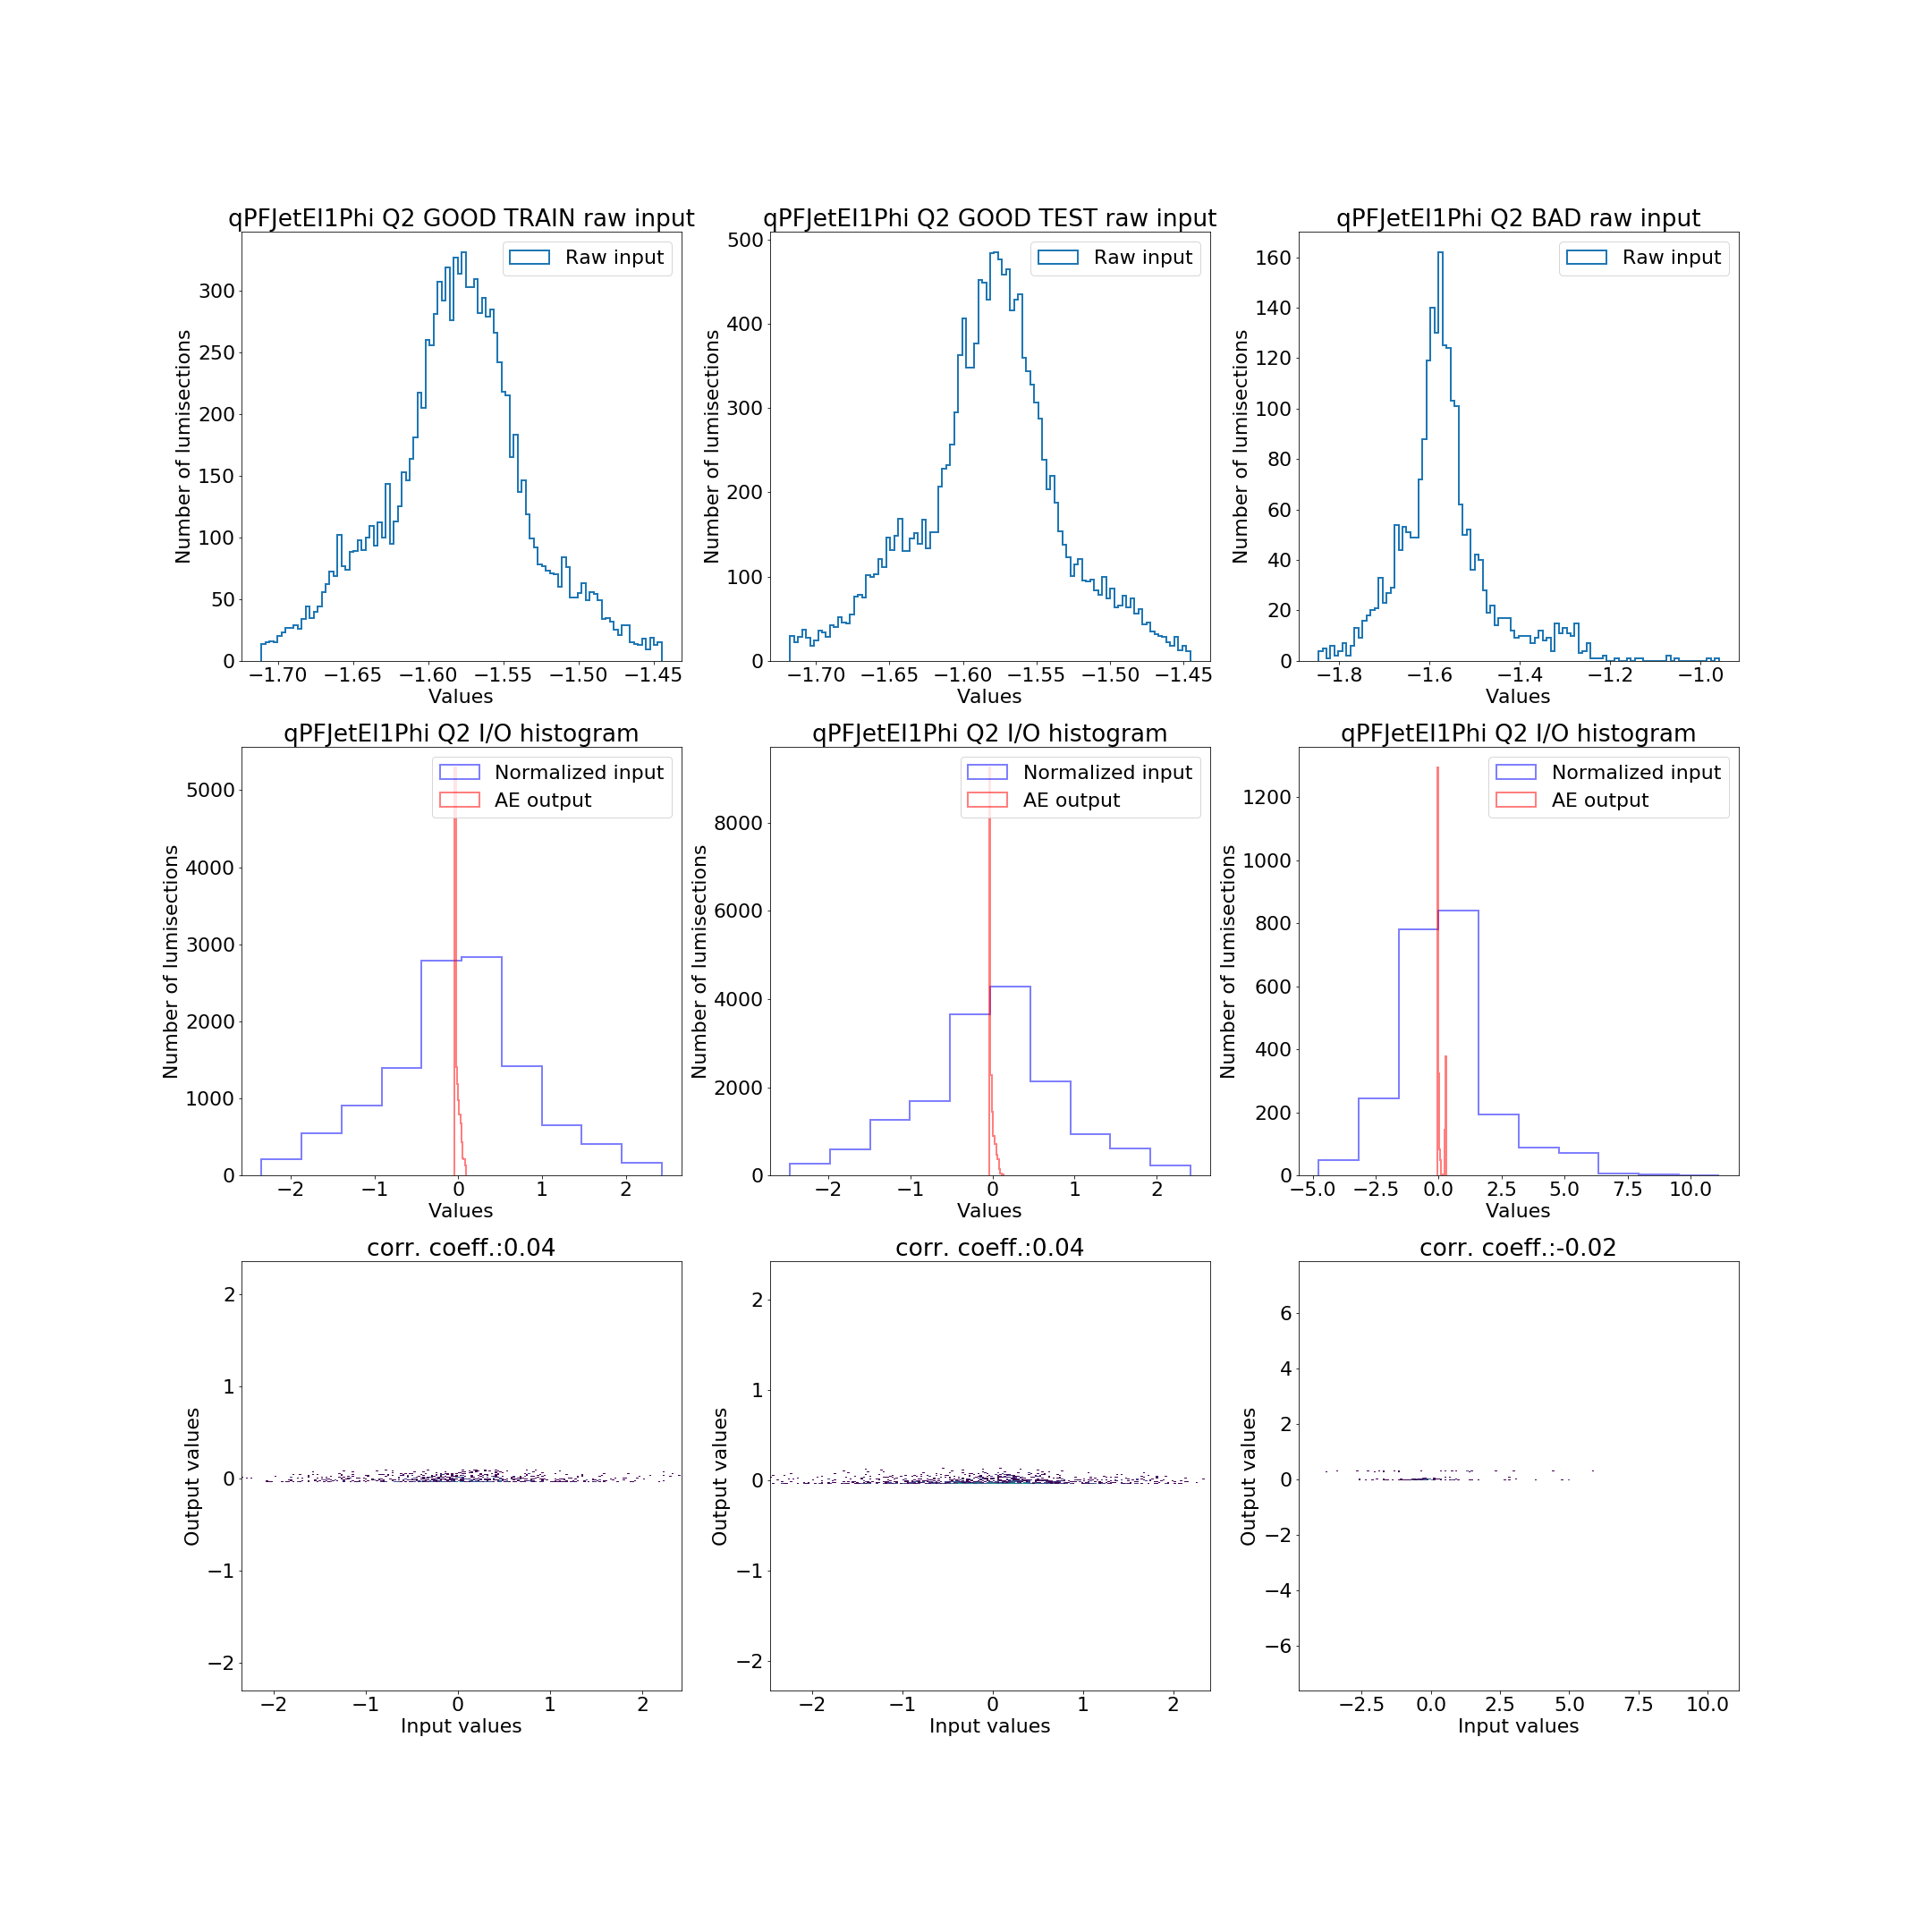 qPFJetEI1Phi Q2 GOOD TRAIN raw input
Raw input
Number of lumisections
300
250
200
150
100
50
0
−1.70 −1.65 −1.60 −1.55 −1.50 −1.45
Values
qPFJetEI1Phi Q2 GOOD TEST raw input
Raw input
Number of lumisections
500
400
300
200
100
0
−1.70 −1.65 −1.60 −1.55 −1.50 −1.45
Values
qPFJetEI1Phi Q2 BAD raw input
Raw input
Number of lumisections
160
140
120
100
80
60
40
20
0
−1.8 −1.6 −1.4 −1.2 −1.0
Values
qPFJetEI1Phi Q2 I/O histogram
Normalized input
AE output
Number of lumisections
5000
4000
3000
2000
1000
0
−2 −1 0 1 2
Values
qPFJetEI1Phi Q2 I/O histogram
Normalized input
AE output
Number of lumisections
8000
6000
4000
2000
0
−2 −1 0 1 2
Values
qPFJetEI1Phi Q2 I/O histogram
Normalized input
AE output
Number of lumisections
1200
1000
800
600
400
200
0
−5.0 −2.5 0.0 2.5 5.0 7.5 10.0
Values
corr. coeff.:0.04
Output values
2
1
0
−1
−2
−2 −1 0 1 2
Input values
corr. coeff.:0.04
Output values
2
1
0
−1
−2
−2 −1 0 1 2
Input values
corr. coeff.:-0.02
Output values
6
4
2
0
−2
−4
−6
−2.5 0.0 2.5 5.0 7.5 10.0
Input values